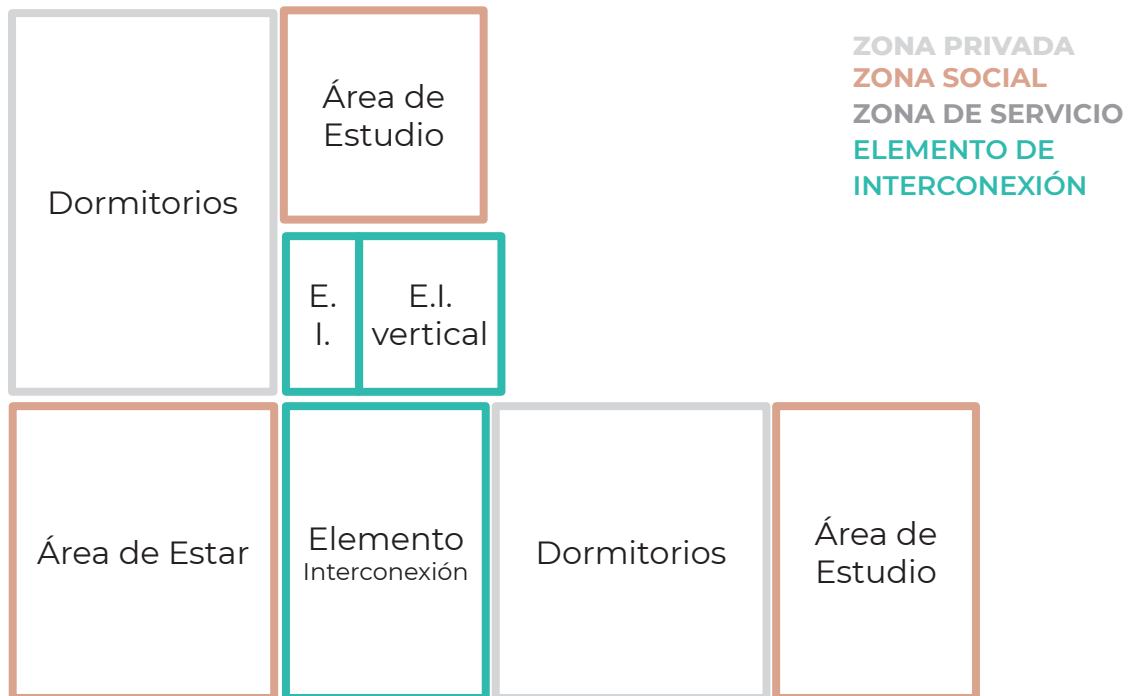 ZONA PRIVADA
ZONA SOCIAL
ZONA DE SERVICIO
ELEMENTO DE
INTERCONEXIÓN
Área de
Estudio
Dormitorios
E.
I.
E.I.
vertical
Área de Estar
Elemento
Interconexión
Dormitorios
Área de
Estudio